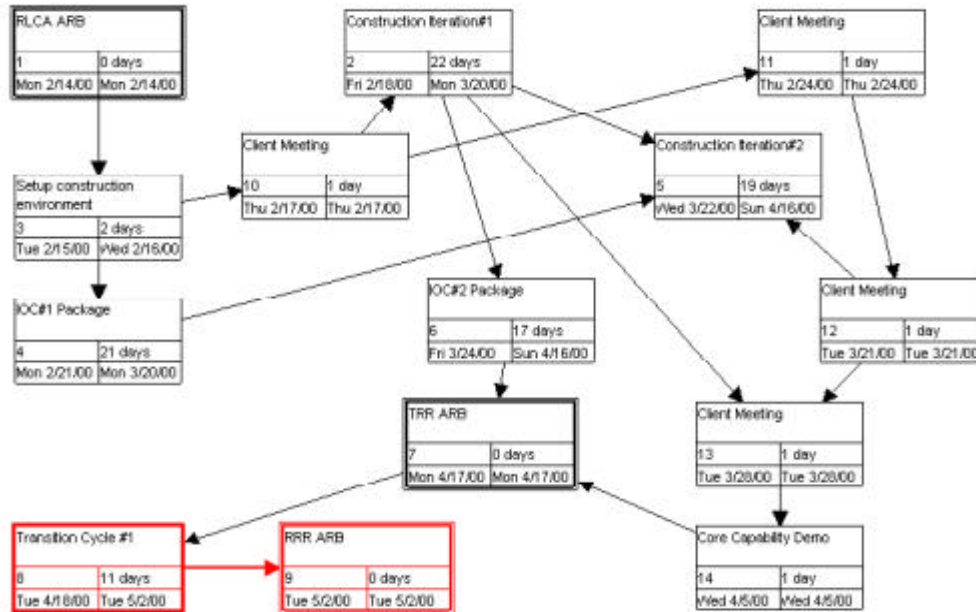 RLCA ARB
1 0 days
Mon 2/14/00 Mon 2/14/00
Construction Iteration#1
2 22 days
Fri 2/18/00 Mon 3/20/00
Client Meeting
11 1 day
Thu 2/24/00 Thu 2/24/00
Client Meeting
10 1 day
Thu 2/17/00 Thu 2/17/00
Construction Iteration#2
5 19 days
Wed 3/22/00 Sun 4/16/00
Setup construction
environment
3 2 days
Tue 2/15/00 Wed 2/16/00
IOC#1 Package
4 21 days
Mon 2/21/00 Mon 3/20/00
IOC#2 Package
6 17 days
Fri 3/24/00 Sun 4/16/00
Client Meeting
12 1 day
Tue 3/21/00 Tue 3/21/00
TRR ARB
7 0 days
Mon 4/17/00 Mon 4/17/00
Client Meeting
13 1 day
Tue 3/28/00 Tue 3/28/00
Transition Cycle #1
8 11 days
Tue 4/18/00 Tue 5/2/00
RRR ARB
9 0 days
Tue 5/2/00 Tue 5/2/00
Core Capability Demo
14 1 day
Wed 4/5/00 Wed 4/5/00